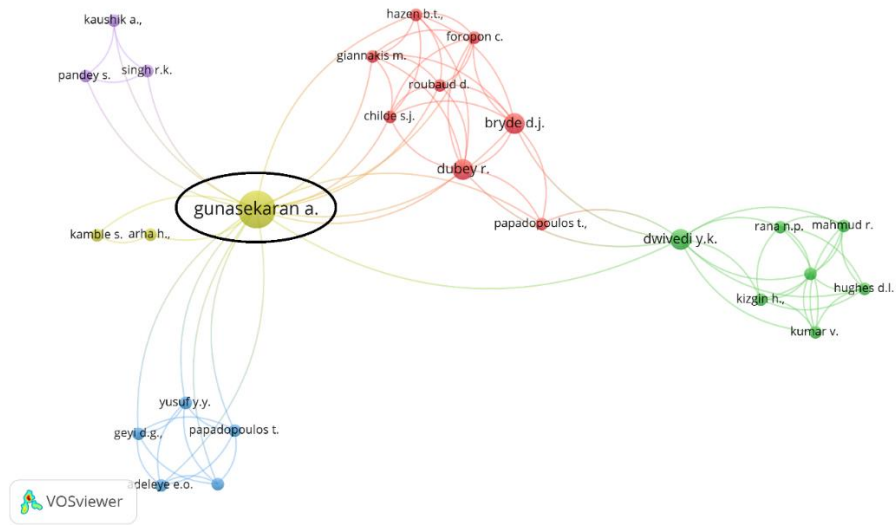 kaushik a.,
pandey s.
singh r.k.
hazen b.t.,
foropon c.
giannakis m.
roubaud d.
childe s.j.
bryde d.j.
dubey r.
gunasekaran a.
kamble s.
arha h.,
papadopoulos t.,
dwivedi y.k.
rana n.p.
mahmud r.
hughes d.l.
kizgin h.,
kumar v.
yusuf y.y.
geyi d.g.,
papadopoulos t.
adeleye e.o.
VOSviewer